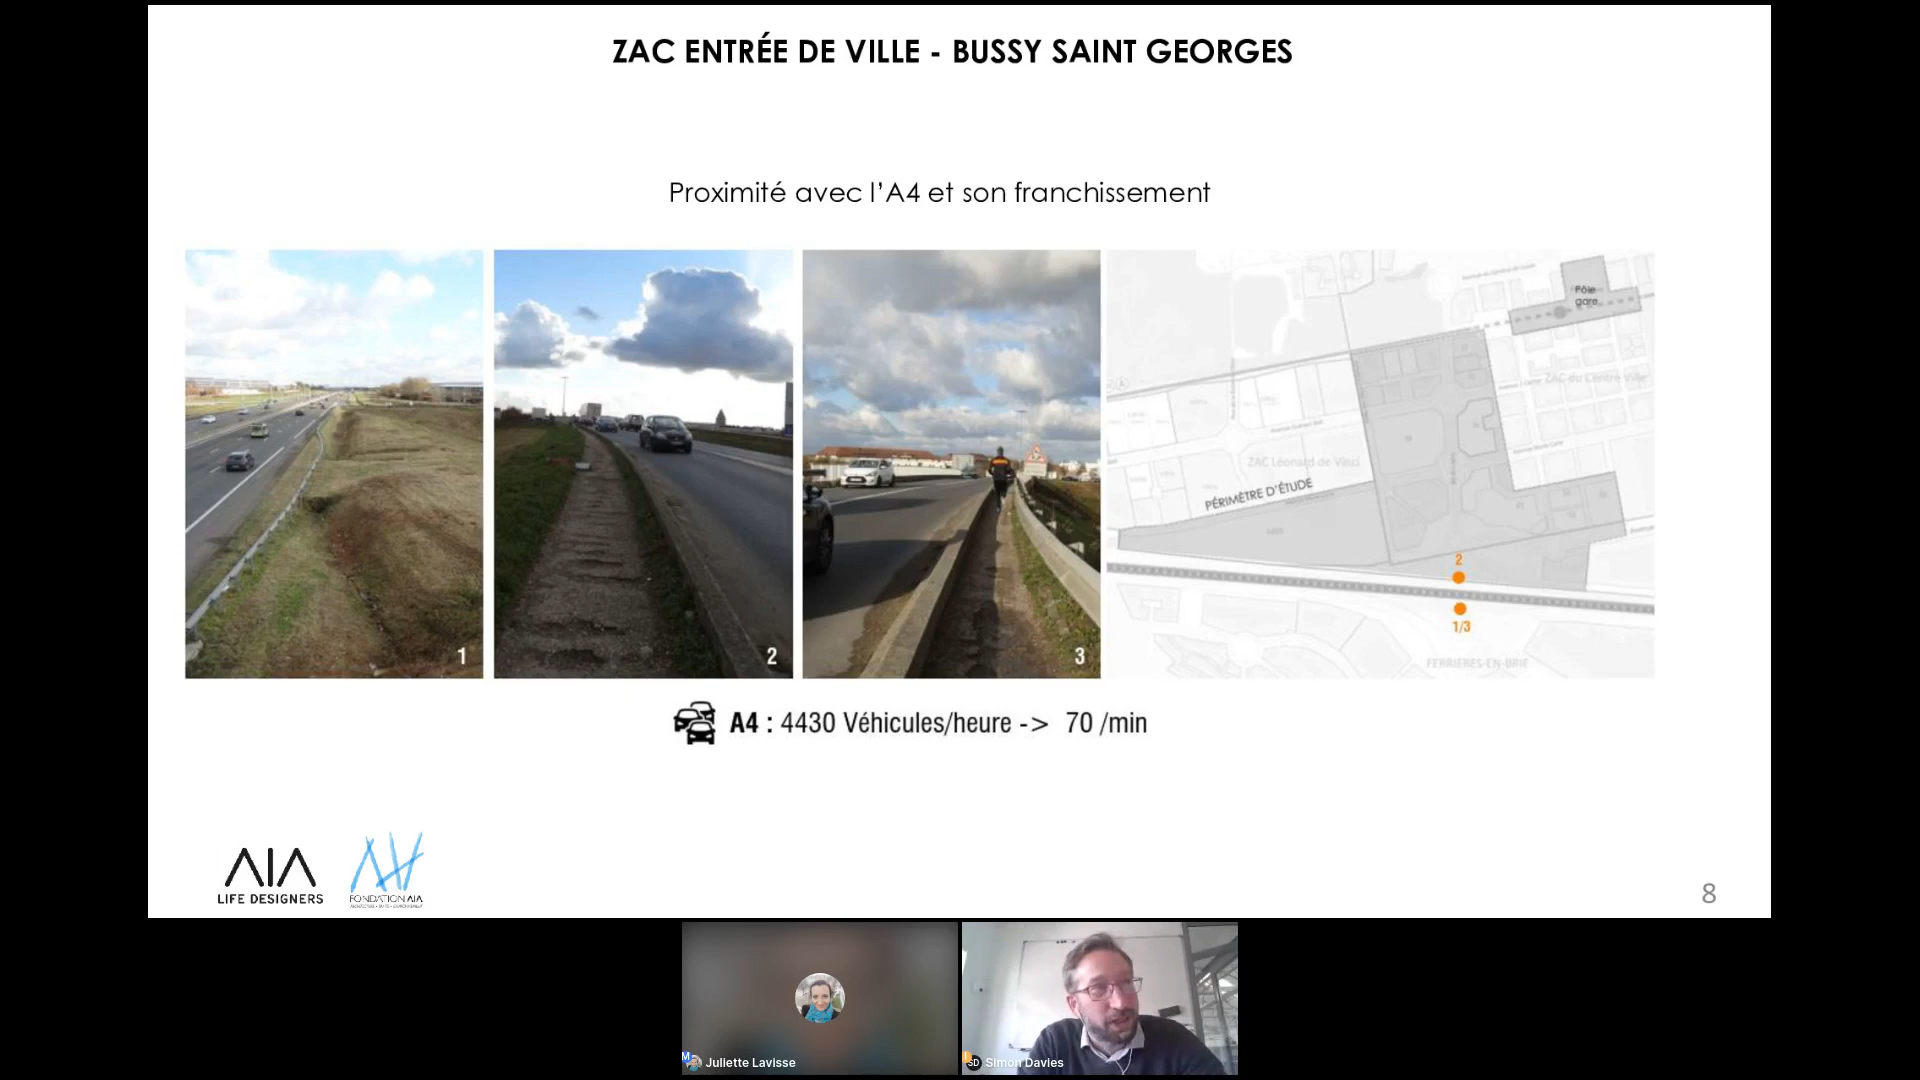 ZAC ENTRÉE DE VILLE - BUSSY SAINT GEORGES
Proximité avec l’A4 et son franchissement
1
2
3
Pôle
gare
ZAC du Centre Ville
ZAC Léonard de Vinci
PÉRIMÈTRE D'ÉTUDE
2
1/3
FERRIÈRES-EN-BRIE
A4 : 4430 Véhicules/heure -> 70 /min
AIA
LIFE DESIGNERS
FONDATION AIA
8
Juliette Lavisse
SD
Simon Davies